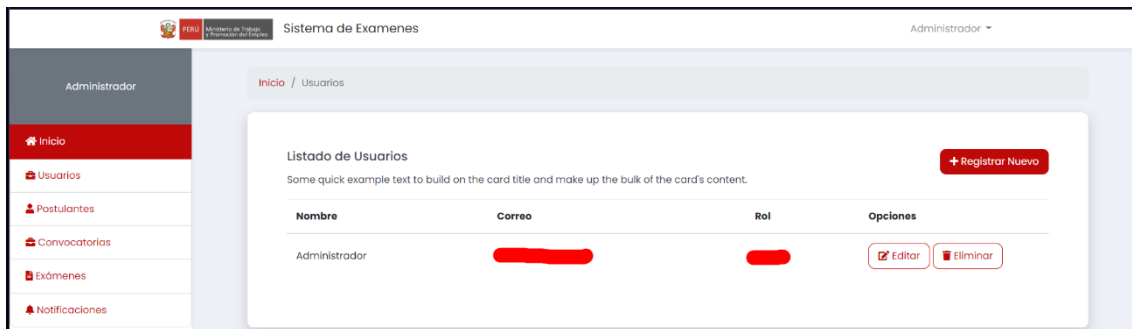 PERÚ
Ministerio de Trabajo
y Promoción del Empleo
Sistema de Examenes
Administrador
Administrador
Inicio / Usuarios
Inicio
Usuarios
Postulantes
Convocatorias
Exámenes
Notificaciones
Listado de Usuarios
+ Registrar Nuevo
Some quick example text to build on the card title and make up the bulk of the card's content.
Nombre Correo Rol Opciones
Administrador Editar Eliminar